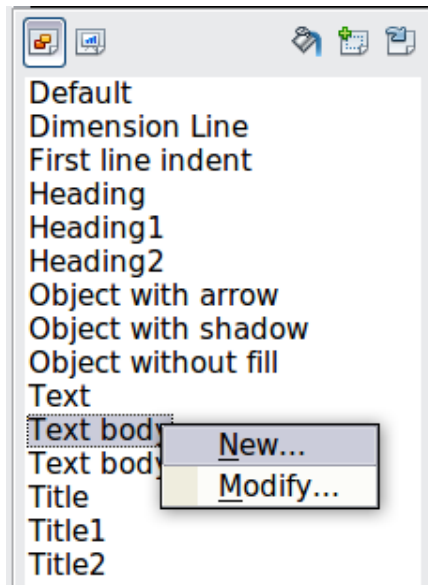 Default
Dimension Line
First line indent
Heading
Heading1
Heading2
Object with arrow
Object with shadow
Object without fill
Text
Text body
New...
Text body
Modify...
Title
Title1
Title2